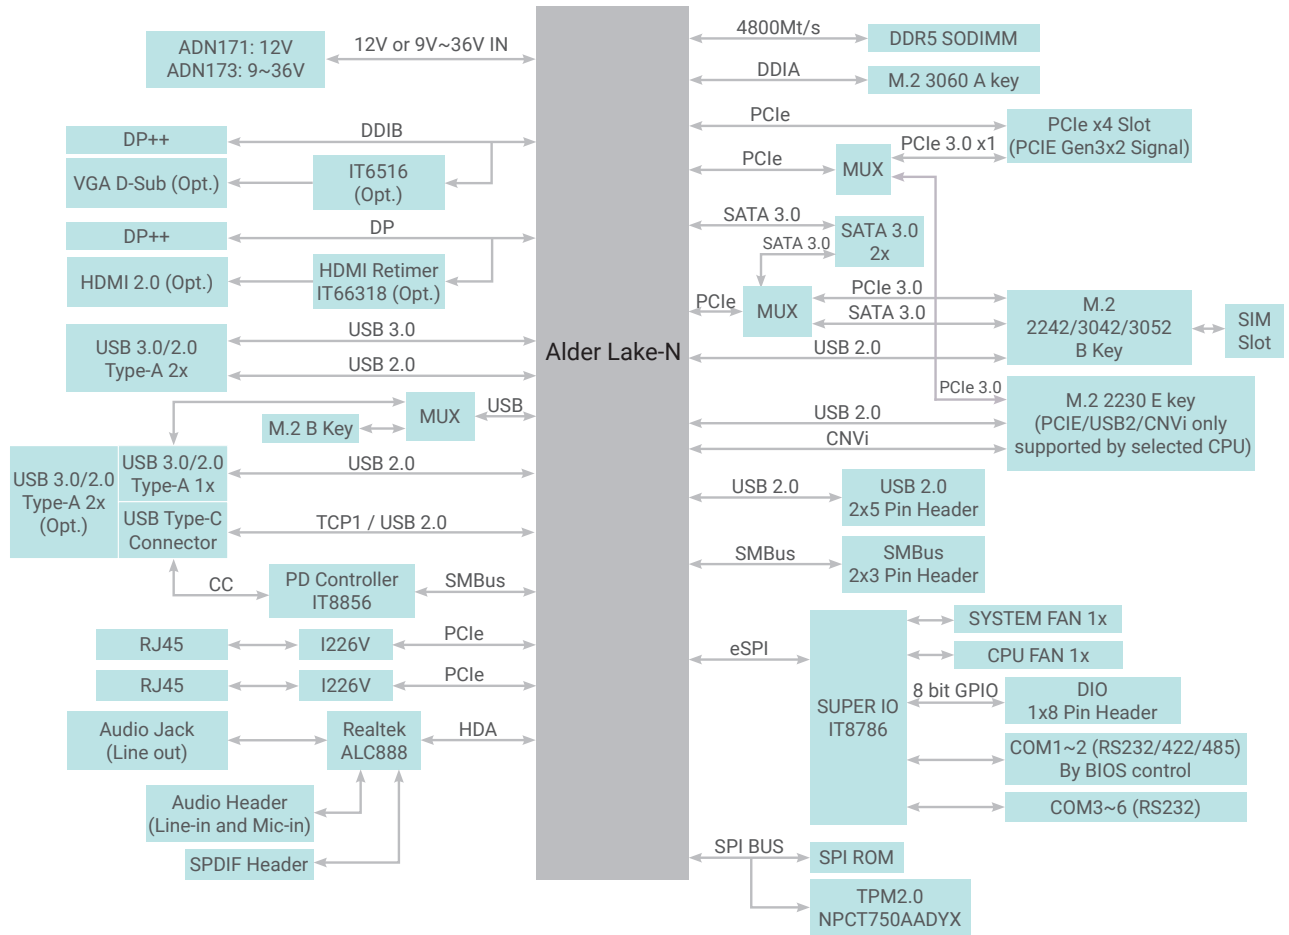 ADN171: 12V
ADN173: 9~36V
12V or 9V~36V IN
DP++
DDIB
VGA D-Sub (Opt.)
IT6516
(Opt.)
DP++
DP
HDMI 2.0 (Opt.)
HDMI Retimer
IT66318 (Opt.)
USB 3.0/2.0
Type-A 2x
USB 3.0
USB 2.0
MUX
USB
M.2 B Key
USB 3.0/2.0
Type-A 2x
(Opt.)
USB 3.0/2.0
Type-A 1x
USB 2.0
USB Type-C
Connector
TCP1 / USB 2.0
CC
PD Controller
IT8856
SMBus
RJ45
I226V
PCIe
RJ45
I226V
PCIe
Audio Jack
(Line out)
Realtek
ALC888
HDA
Audio Header
(Line-in and Mic-in)
SPDIF Header
Alder Lake-N
4800Mt/s
DDR5 SODIMM
DDIA
M.2 3060 A key
PCIe
PCIe x4 Slot
(PCIE Gen3x2 Signal)
PCIe
MUX
PCIe 3.0 x1
SATA 3.0
SATA 3.0
SATA 3.0
2x
PCIe
MUX
PCIe 3.0
SATA 3.0
USB 2.0
M.2
2242/3042/3052
B Key
SIM
Slot
PCIe 3.0
USB 2.0
CNVi
M.2 2230 E key
(PCIE/USB2/CNVi only
supported by selected CPU)
USB 2.0
USB 2.0
2x5 Pin Header
SMBus
SMBus
2x3 Pin Header
eSPI
SUPER IO
IT8786
SYSTEM FAN 1x
CPU FAN 1x
8 bit GPIO
DIO
1x8 Pin Header
COM1~2 (RS232/422/485)
By BIOS control
COM3~6 (RS232)
SPI BUS
SPI ROM
TPM2.0
NPCT750AADYX